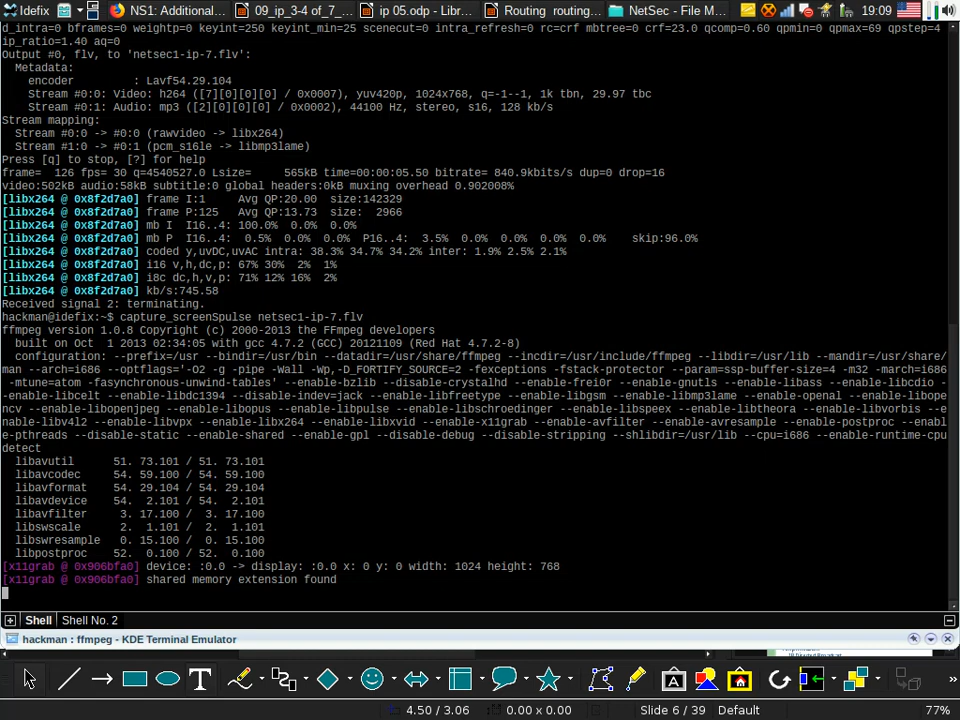 Idefix
NS1: Additional...
09_ip_3-4 of_7_...
ip 05.odp - Libr...
Routing routing...
NetSec - File M...
19:09
d_intra=0 bframes=0 weightp=0 keyint=250 keyint_min=25 scenecut=0 intra_refresh=0 rc=crf mbtree=0 crf=23.0 qcomp=0.60 qpmin=0 qpmax=69 qpstep=4
ip_ratio=1.40 aq=0
Output #0, flv, to 'netsec1-ip-7.flv':
Metadata:
encoder : Lavf54.29.104
Stream #0:0: Video: h264 ([7][0][0][0] / 0x0007), yuv420p, 1024x768, q=-1--1, 1k tbn, 29.97 tbc
Stream #0:1: Audio: mp3 ([2][0][0][0] / 0x0002), 44100 Hz, stereo, s16, 128 kb/s
Stream mapping:
Stream #0:0 -> #0:0 (rawvideo -> libx264)
Stream #1:0 -> #0:1 (pcm_s16le -> libmp3lame)
Press [q] to stop, [?] for help
frame= 126 fps= 30 q=4540527.0 Lsize= 565kB time=00:00:05.50 bitrate= 840.9kbits/s dup=0 drop=16
video:502kB audio:58kB subtitle:0 global headers:0kB muxing overhead 0.902008%
[libx264 @ 0x8f2d7a0] frame I:1 Avg QP:20.00 size:142329
[libx264 @ 0x8f2d7a0] frame P:125 Avg QP:13.73 size: 2966
[libx264 @ 0x8f2d7a0] mb I I16..4: 100.0% 0.0% 0.0%
[libx264 @ 0x8f2d7a0] mb P I16..4: 0.5% 0.0% 0.0% P16..4: 3.5% 0.0% 0.0% 0.0% 0.0% skip:96.0%
[libx264 @ 0x8f2d7a0] coded y,uvDC,uvAC intra: 38.3% 34.7% 34.2% inter: 1.9% 2.5% 2.1%
[libx264 @ 0x8f2d7a0] i16 v,h,dc,p: 67% 30% 2% 1%
[libx264 @ 0x8f2d7a0] i8c dc,h,v,p: 71% 12% 16% 2%
[libx264 @ 0x8f2d7a0] kb/s:745.58
Received signal 2: terminating.
hackman@idefix:~$ capture_screenSpulse netsec1-ip-7.flv
ffmpeg version 1.0.8 Copyright (c) 2000-2013 the FFmpeg developers
built on Oct 1 2013 02:34:05 with gcc 4.7.2 (GCC) 20121109 (Red Hat 4.7.2-8)
configuration: --prefix=/usr --bindir=/usr/bin --datadir=/usr/share/ffmpeg --incdir=/usr/include/ffmpeg --libdir=/usr/lib --mandir=/usr/share/
man --arch=i686 --optflags='-O2 -g -pipe -Wall -Wp,-D_FORTIFY_SOURCE=2 -fexceptions -fstack-protector --param=ssp-buffer-size=4 -m32 -march=i686
-mtune=atom -fasynchronous-unwind-tables' --enable-bzlib --disable-crystalhd --enable-frei0r --enable-gnutls --enable-libass --enable-libcdio -
-enable-libcelt --enable-libdc1394 --disable-indev=jack --enable-libfreetype --enable-libgsm --enable-libmp3lame --enable-openal --enable-libope
ncv --enable-libopenjpeg --enable-libopus --enable-libpulse --enable-libschroedinger --enable-libspeex --enable-libtheora --enable-libvorbis --e
nable-libv4l2 --enable-libvpx --enable-libx264 --enable-libxvid --enable-x11grab --enable-avfilter --enable-avresample --enable-postproc --enabl
e-pthreads --disable-static --enable-shared --enable-gpl --disable-debug --disable-stripping --shlibdir=/usr/lib --cpu=i686 --enable-runtime-cpu
detect
libavutil 51. 73.101 / 51. 73.101
libavcodec 54. 59.100 / 54. 59.100
libavformat 54. 29.104 / 54. 29.104
libavdevice 54. 2.101 / 54. 2.101
libavfilter 3. 17.100 / 3. 17.100
libswscale 2. 1.101 / 2. 1.101
libswresample 0. 15.100 / 0. 15.100
libpostproc 52. 0.100 / 52. 0.100
[x11grab @ 0x906bfa0] device: :0.0 -> display: :0.0 x: 0 y: 0 width: 1024 height: 768
[x11grab @ 0x906bfa0] shared memory extension found
Shell
Shell No. 2
hackman : ffmpeg - KDE Terminal Emulator
4.50 / 3.06
0.00 x 0.00
Slide 6 / 39
Default
77%